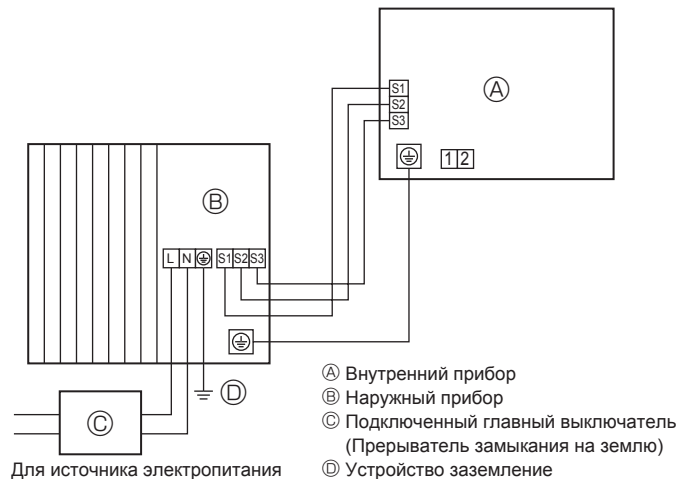 S1
S2
S3
Ⓐ
1 2
Ⓑ
L N S1 S2 S3
Ⓓ
Ⓒ
Для источника электропитания
Ⓐ Внутренний прибор
Ⓑ Наружный прибор
Ⓒ Подключенный главный выключатель
(Прерыватель замыкания на землю)
Ⓓ Устройство заземление